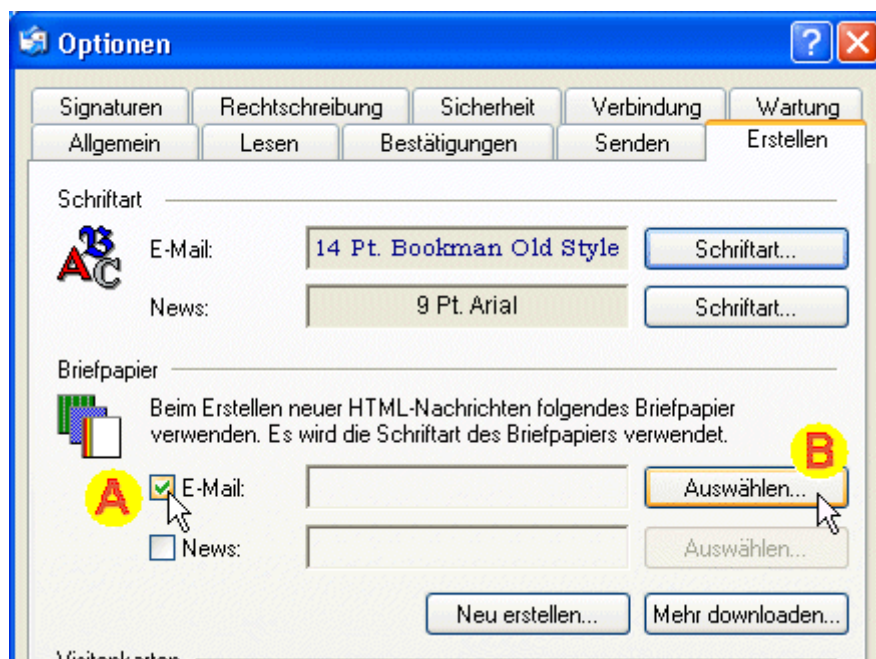 Optionen
Signaturen Rechtschreibung Sicherheit Verbindung Wartung
Allgemein Lesen Bestätigungen Senden Erstellen
Schriftart
ABC
E-Mail: 14 Pt. Bookman Old Style Schriftart...
News: 9 Pt. Arial Schriftart...
Briefpapier
Beim Erstellen neuer HTML-Nachrichten folgendes Briefpapier
verwenden. Es wird die Schriftart des Briefpapiers verwendet.
B
A E-Mail: Auswählen...
News: Auswählen...
Neu erstellen... Mehr downloaden...
Visitenkarten